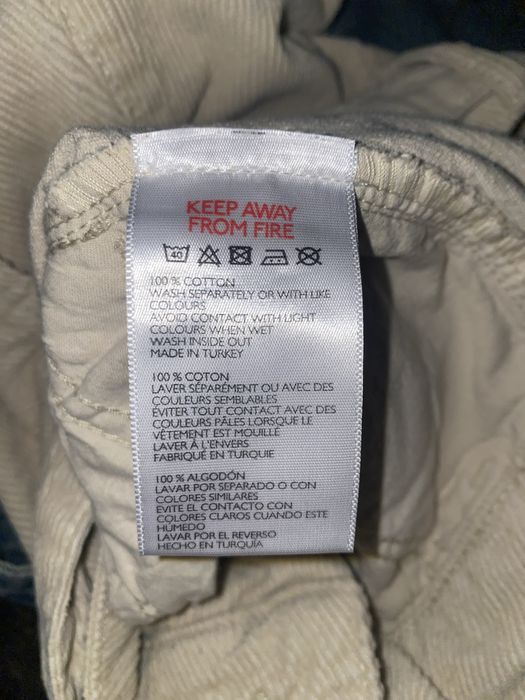 KEEP AWAY
FROM FIRE
40
100 % COTTON
WASH SEPARATELY OR WITH LIKE
COLOURS
AVOID CONTACT WITH LIGHT
COLOURS WHEN WET
WASH INSIDE OUT
MADE IN TURKEY
100 % COTON
LAVER SÉPARÉMENT OU AVEC DES
COULEURS SEMBLABLES
ÉVITER TOUT CONTACT AVEC DES
COULEURS PÂLES LORSQUE LE
VÊTEMENT EST MOUILLÉ
LAVER À L'ENVERS
FABRIQUÉ EN TURQUIE
100 % ALGODÓN
LAVAR POR SEPARADO O CON
COLORES SIMILARES
EVITE EL CONTACTO CON
COLORES CLAROS CUANDO ESTE
HÚMEDO
LAVAR POR EL REVERSO
HECHO EN TURQUÍA